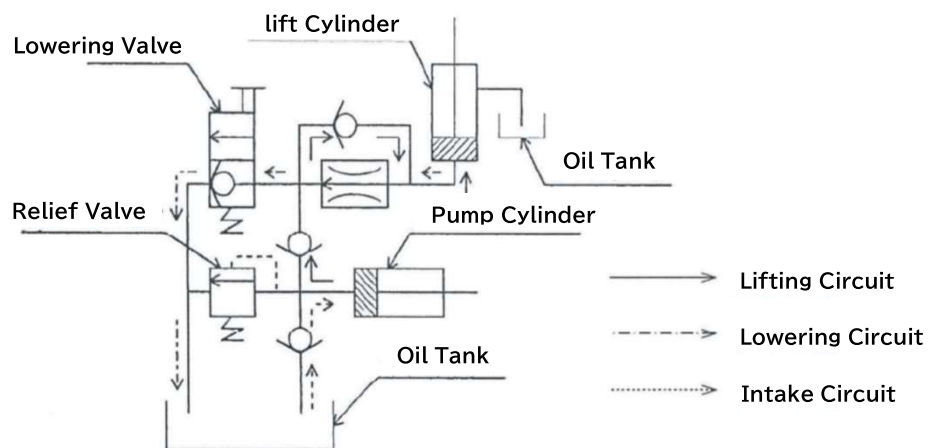 lift Cylinder
Lowering Valve
Oil Tank
Relief Valve
Pump Cylinder
Lifting Circuit
Lowering Circuit
Oil Tank
Intake Circuit